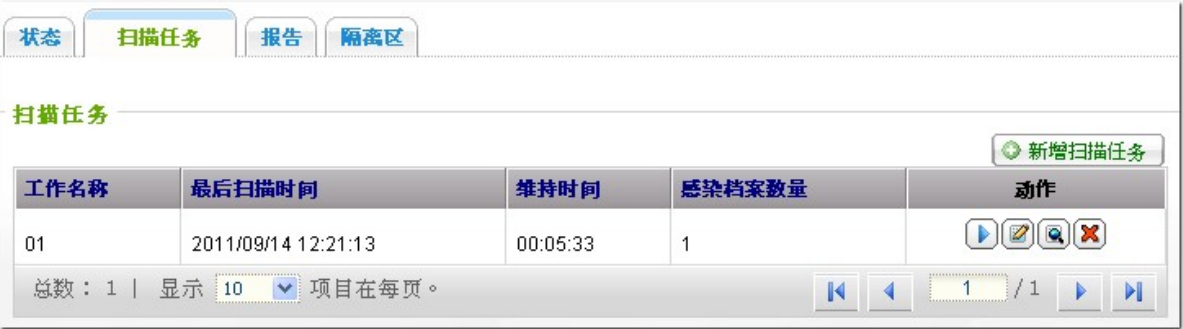 状态 扫描任务 报告 隔离区
扫描任务
新增扫描任务
工作名称 最后扫描时间 维持时间 感染档案数量 动作
01 2011/09/14 12:21:13 00:05:33 1
总数：1 | 显示 10 项目在每页。 1 /1